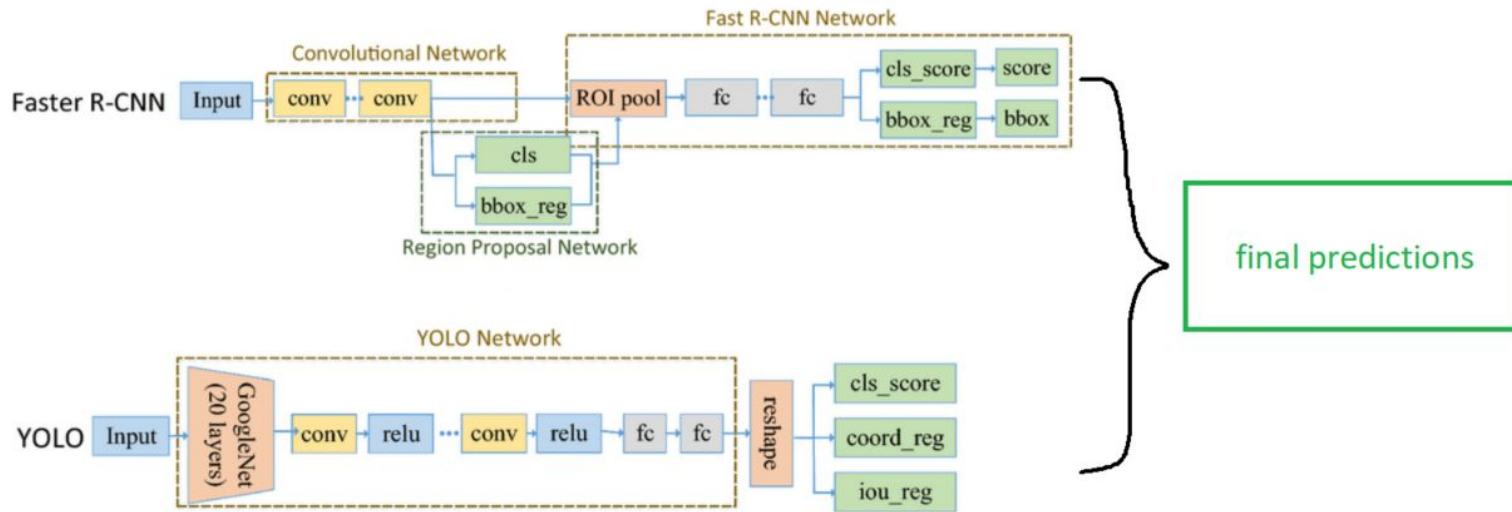 Fast R-CNN Network
Convolutional Network
Faster R-CNN
Input
conv
conv
ROI pool
fc
fc
cls_score
score
bbox_reg
bbox
cls
bbox_reg
Region Proposal Network
final predictions
YOLO Network
YOLO
Input
GoogleNet
(20 layers)
conv
relu
conv
relu
fc
fc
reshape
cls_score
coord_reg
iou_reg